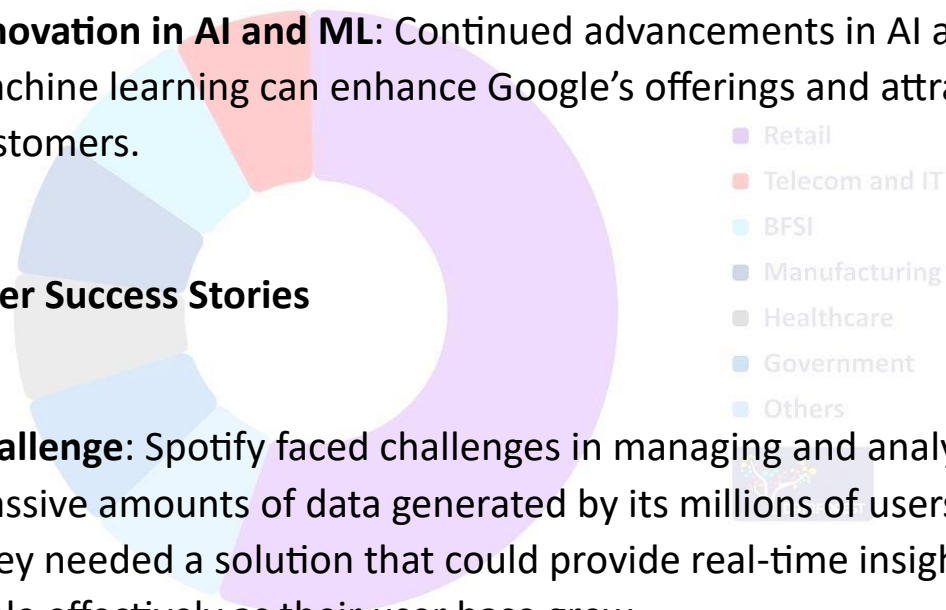 novation in AI and ML: Continued advancements in AI a
achine learning can enhance Google's offerings and attra
stomers.
Retail
Telecom and IT
BFSI
Manufacturing
er Success Stories
Healthcare
Government
Others
allenge: Spotify faced challenges in managing and analy
assive amounts of data generated by its millions of users
ey needed a solution that could provide real-time insigh